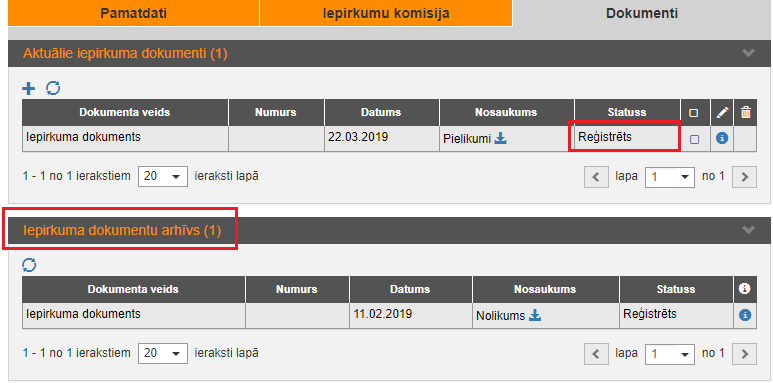 Pamatdati Iepirkumu komisija Dokumenti
Aktuālie iepirkuma dokumenti (1)
Dokumenta veids Numurs Datums Nosaukums Statuss
Iepirkuma dokuments 22.03.2019 Pielikumi Reģistrēts
1 - 1 no 1 ierakstiem 20 ieraksti lapā lapa 1 no 1
Iepirkuma dokumentu arhīvs (1)
Dokumenta veids Numurs Datums Nosaukums Statuss
Iepirkuma dokuments 11.02.2019 Nolikums Reģistrēts
1 - 1 no 1 ierakstiem 20 ieraksti lapā lapa 1 no 1